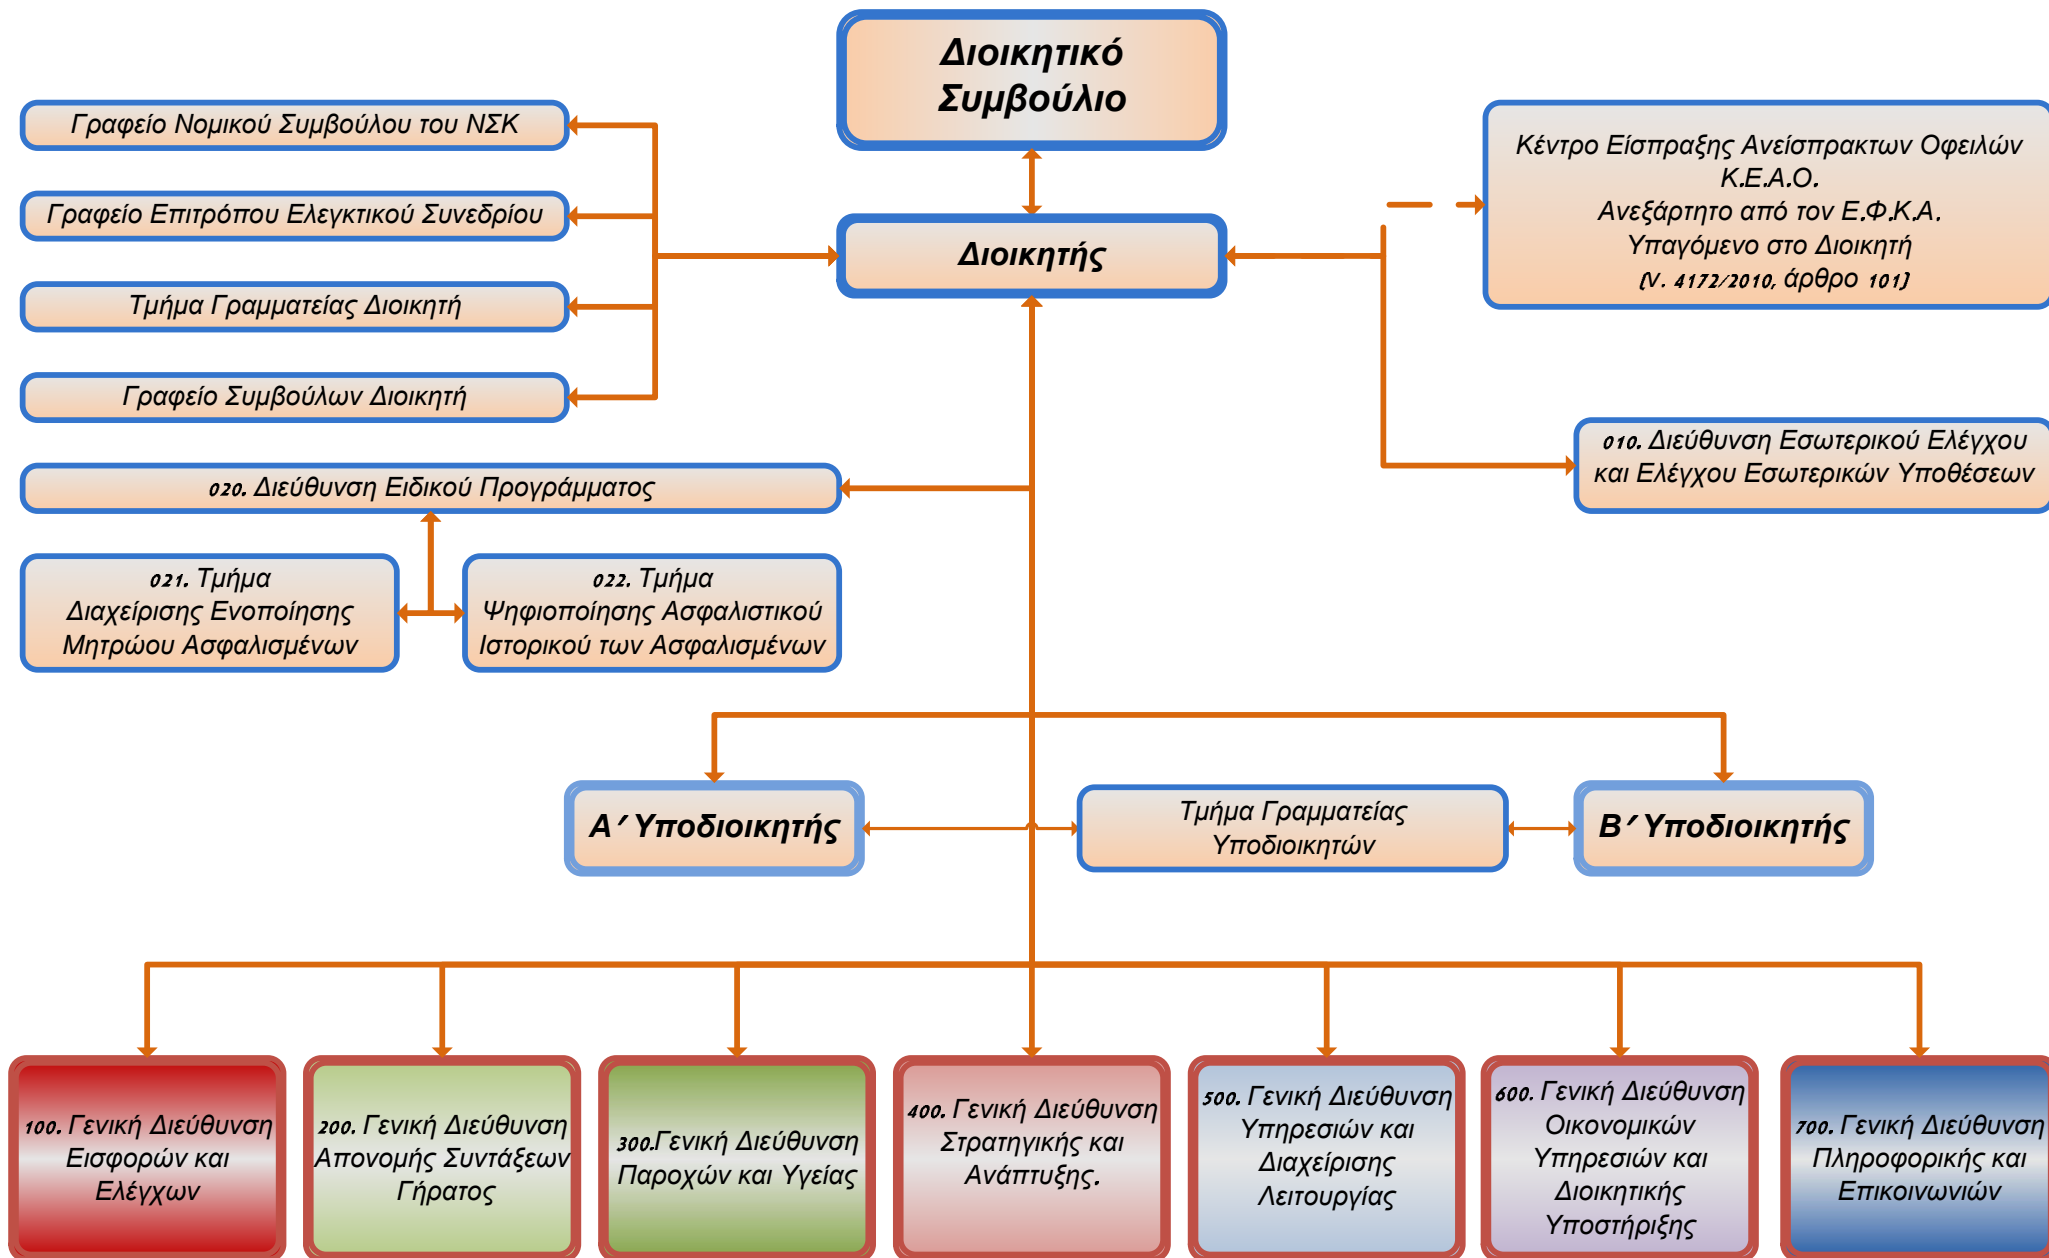 Διοικητικό
Συμβούλιο
Γραφείο Νομικού Συμβούλου του ΝΣΚ
Γραφείο Επιτρόπου Ελεγκτικού Συνεδρίου
Τμήμα Γραμματείας Διοικητή
Γραφείο Συμβούλων Διοικητή
Διοικητής
Κέντρο Είσπραξης Ανείσπρακτων Οφειλών
Κ.Ε.Α.Ο.
Ανεξάρτητο από τον Ε.Φ.Κ.Α.
Υπαγόμενο στο Διοικητή
(ν. 4172/2010, άρθρο 101)
010. Διεύθυνση Εσωτερικού Ελέγχου
και Ελέγχου Εσωτερικών Υποθέσεων
020. Διεύθυνση Ειδικού Προγράμματος
021. Τμήμα
Διαχείρισης Ενοποίησης
Μητρώου Ασφαλισμένων
022. Τμήμα
Ψηφιοποίησης Ασφαλιστικού
Ιστορικού των Ασφαλισμένων
Α’ Υποδιοικητής
Τμήμα Γραμματείας
Υποδιοικητών
Β’ Υποδιοικητής
100. Γενική Διεύθυνση
Εισφορών και
Ελέγχων
200. Γενική Διεύθυνση
Απονομής Συντάξεων
Γήρατος
300.Γενική Διεύθυνση
Παροχών και Υγείας
400. Γενική Διεύθυνση
Στρατηγικής και
Ανάπτυξης.
500. Γενική Διεύθυνση
Υπηρεσιών και
Διαχείρισης
Λειτουργίας
600. Γενική Διεύθυνση
Οικονομικών
Υπηρεσιών και
Διοικητικής
Υποστήριξης
700. Γενική Διεύθυνση
Πληροφορικής και
Επικοινωνιών